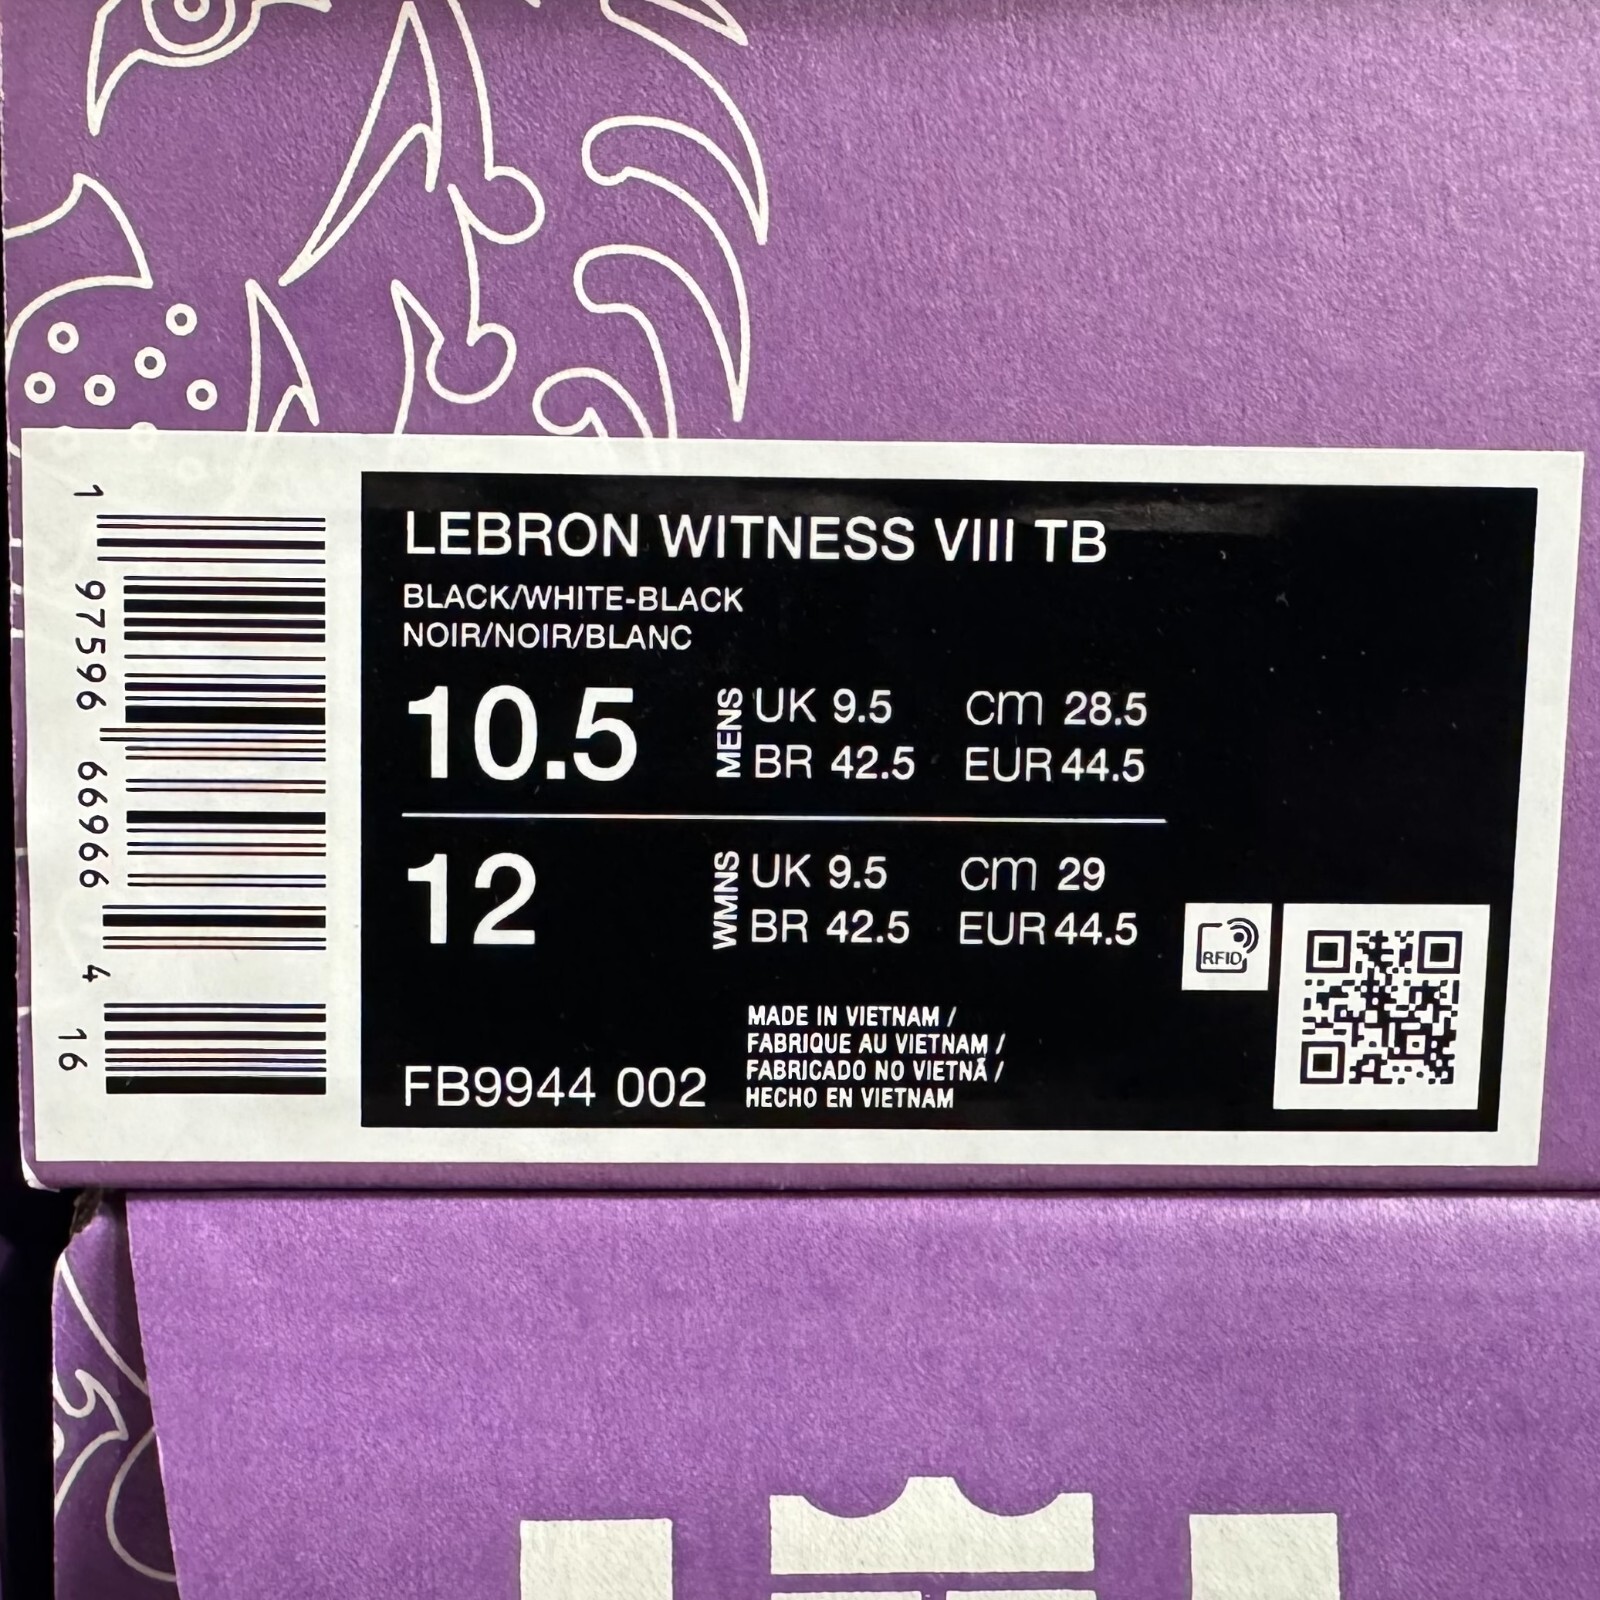 LEBRON WITNESS VIII TB
BLACK/WHITE-BLACK
NOIR/NOIR/BLANC
10.5 MENS UK 9.5 cm 28.5
BR 42.5 EUR 44.5
12 WMNS UK 9.5 cm 29
BR 42.5 EUR 44.5
RFID
MADE IN VIETNAM /
FABRIQUE AU VIETNAM /
FABRICADO NO VIETNÃ /
HECHO EN VIETNAM
FB9944 002
1 97596 66966 4 16